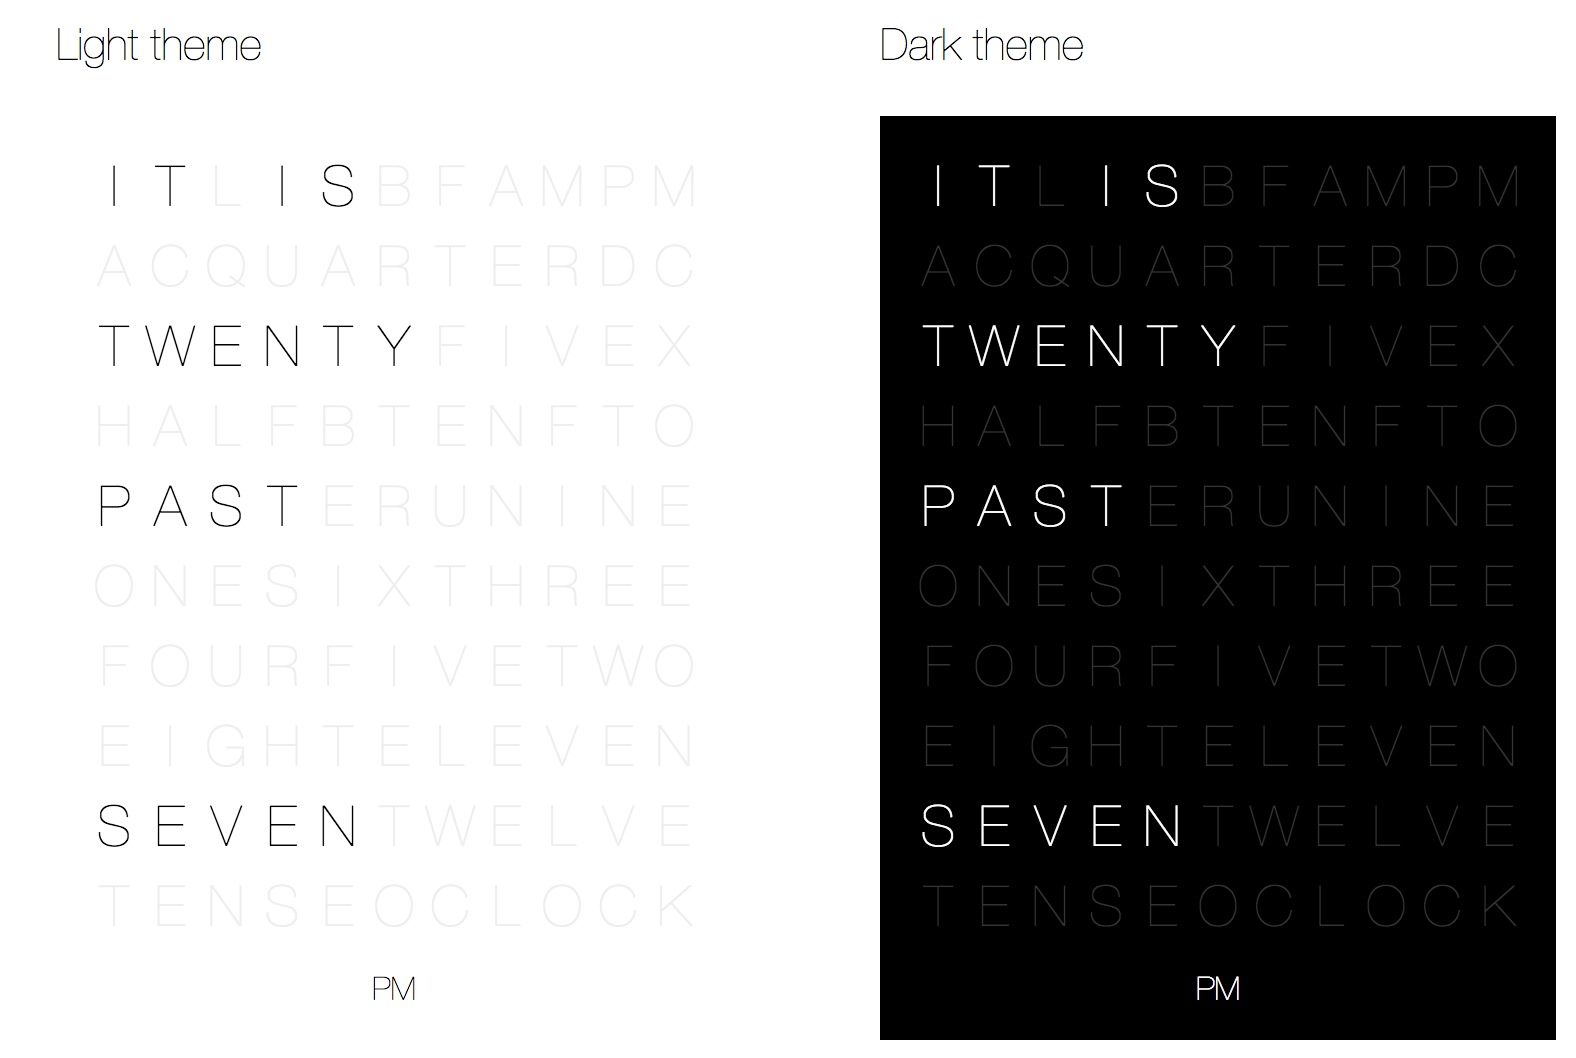 Light theme
I T L I S B F A M P M
A C Q U A R T E R D C
T W E N T Y F I V E X
H A L F B T E N F T O
P A S T E R U N I N E
O N E S I X T H R E E
F O U R F I V E T W O
E I G H T E L E V E N
S E V E N T W E L V E
T E N S E O C L O C K
PM
Dark theme
I T L I S B F A M P M
A C Q U A R T E R D C
T W E N T Y F I V E X
H A L F B T E N F T O
P A S T E R U N I N E
O N E S I X T H R E E
F O U R F I V E T W O
E I G H T E L E V E N
S E V E N T W E L V E
T E N S E O C L O C K
PM